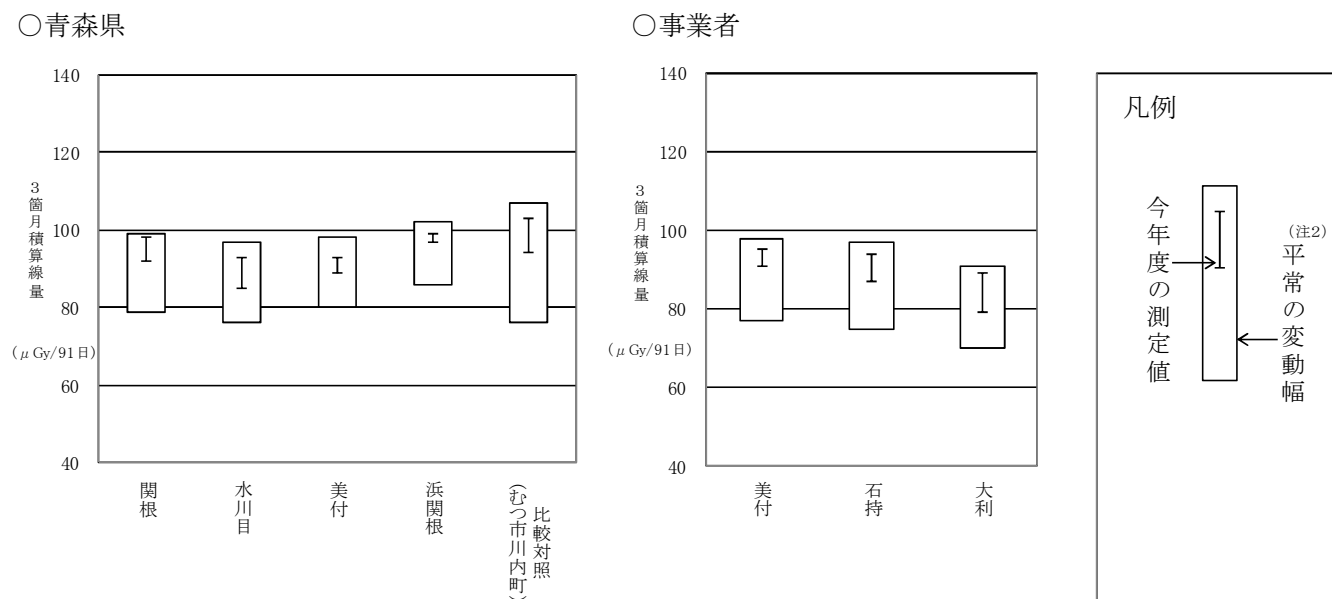 ○青森県
140
120
100
80
60
40
3箇月積算線量
(μGy/91日)
関根
水川目
美付
浜関根
比較対照
(むつ市川内町)
○事業者
140
120
100
80
60
40
3箇月積算線量
(μGy/91日)
美付
石持
大利
凡例
今年度の測定値
(注2)
平常の変動幅